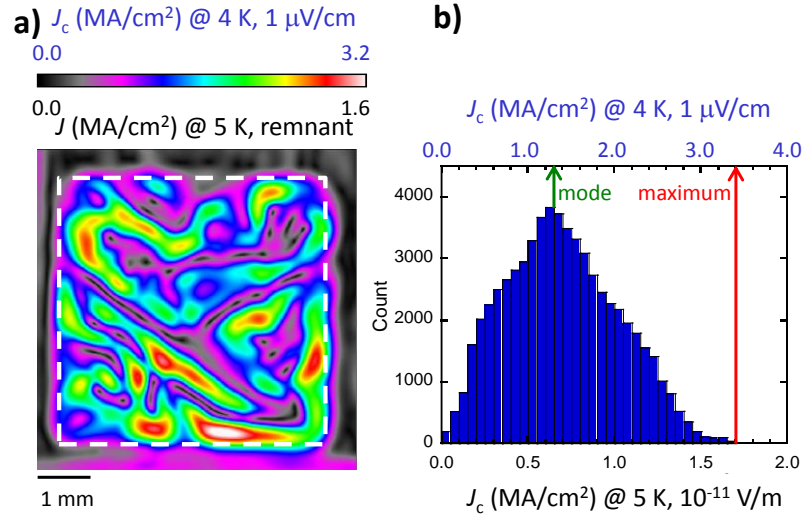 a)
J_c (MA/cm²) @ 4 K, 1 μV/cm
0.0 3.2
0.0 1.6
J (MA/cm²) @ 5 K, remnant
1 mm
b)
J_c (MA/cm²) @ 4 K, 1 μV/cm
0.0 1.0 2.0 3.0 4.0
4000
mode
maximum
3000
Count
2000
1000
0
0.0 0.5 1.0 1.5 2.0
J_c (MA/cm²) @ 5 K, 10⁻¹¹ V/m